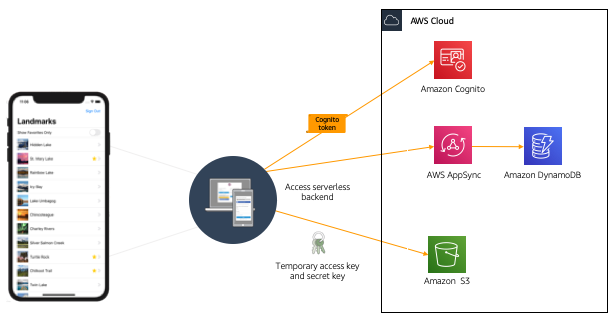 AWS Cloud
Amazon Cognito
Cognito
token
AWS AppSync
Amazon DynamoDB
Access serverless
backend
Temporary access key
and secret key
Amazon S3
11:06
Sign Out
Landmarks
Show Favorites Only
Hidden Lake
St. Mary Lake
Rainbow Lake
Icy Bay
Lake Umbagog
Chincoteague
Charley Rivers
Silver Salmon Creek
Turtle Rock
Chilkoot Trail
Twin Lake